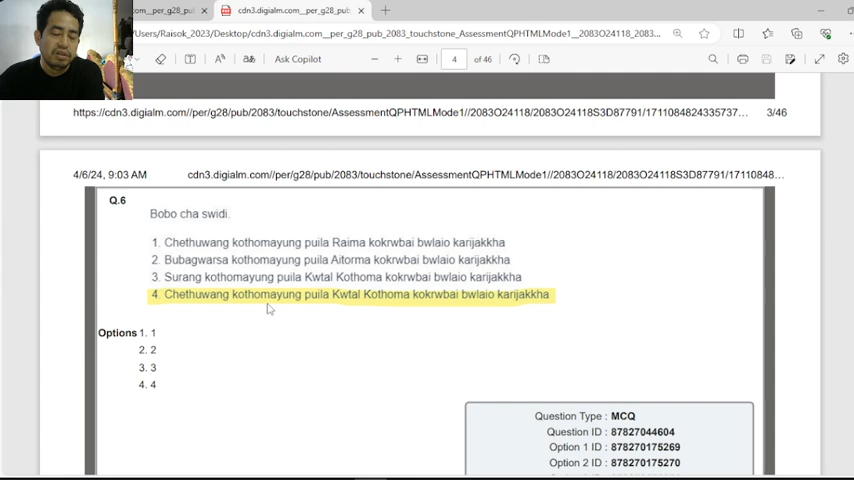 com__per_g28_pub_
cdn3.digialm.com__per_g28_pub_
/Users/Raisok_2023/Desktop/cdn3.digialm.com__per_g28_pub_2083_touchstone_AssessmentQPHTMLMode1__2083O24118_2083...
Ask Copilot
4 of 46
https://cdn3.digialm.com//per/g28/pub/2083/touchstone/AssessmentQPHTMLMode1//2083O24118/2083O24118S3D87791/1711084824335737... 3/46
4/6/24, 9:03 AM cdn3.digialm.com//per/g28/pub/2083/touchstone/AssessmentQPHTMLMode1//2083O24118/2083O24118S3D87791/17110848...
Q.6
Bobo cha swidi.
1. Chethuwang kothomayung puila Raima kokrwbai bwlaio karijakkha
2. Bubagwarsa kothomayung puila Aitorma kokrwbai bwlaio karijakkha
3. Surang kothomayung puila Kwtal Kothoma kokrwbai bwlaio karijakkha
4. Chethuwang kothomayung puila Kwtal Kothoma kokrwbai bwlaio karijakkha
Options 1. 1
2. 2
3. 3
4. 4
Question Type : MCQ
Question ID : 87827044604
Option 1 ID : 878270175269
Option 2 ID : 878270175270